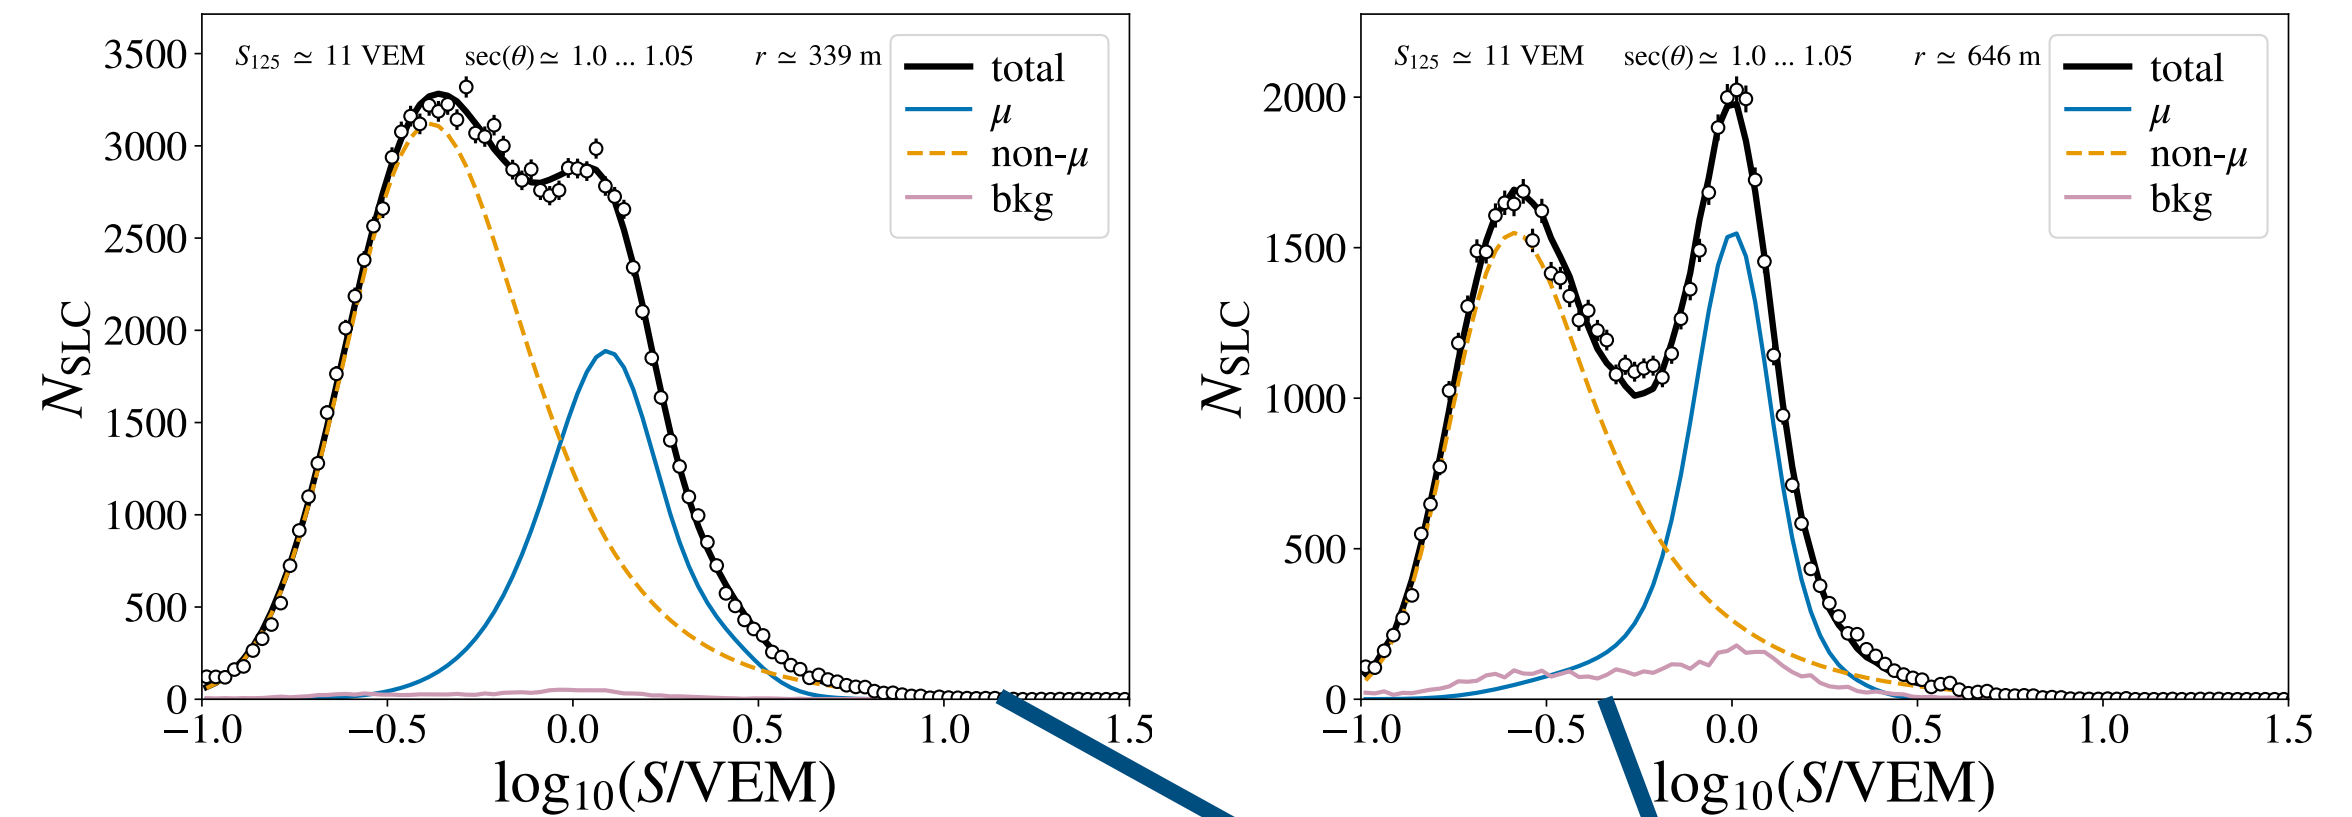 S₁₂₅ ≃ 11 VEM sec(θ)≃ 1.0 ... 1.05 r ≃ 339 m
total
μ
non-μ
bkg
3500
3000
2500
2000
1500
1000
500
0
N_SLC
−1.0 −0.5 0.0 0.5 1.0 1.5
log₁₀(S/VEM)
S₁₂₅ ≃ 11 VEM sec(θ)≃ 1.0 ... 1.05 r ≃ 646 m
total
μ
non-μ
bkg
2000
1500
1000
500
0
N_SLC
−1.0 −0.5 0.0 0.5 1.0 1.5
log₁₀(S/VEM)